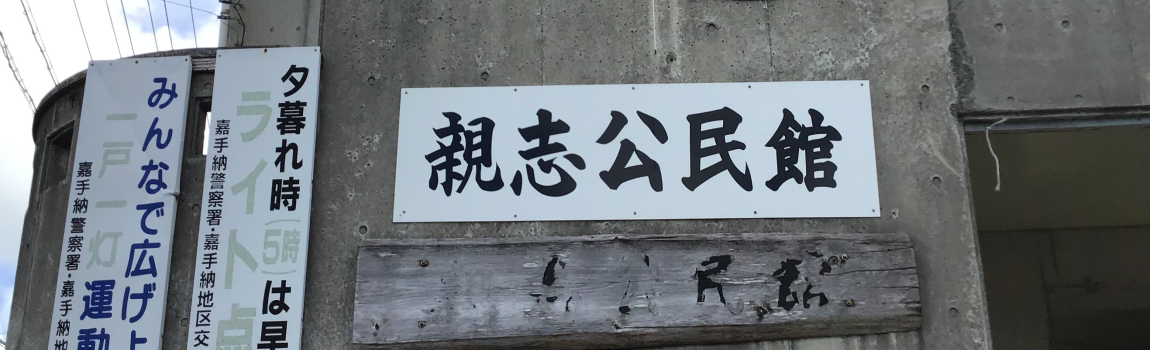 みんなで広げ
一戸一灯 運動
嘉手納警察署・嘉手納地
夕暮れ時(5時)は早
ライト点
嘉手納警察署・嘉手納地区交
親志公民館
民館